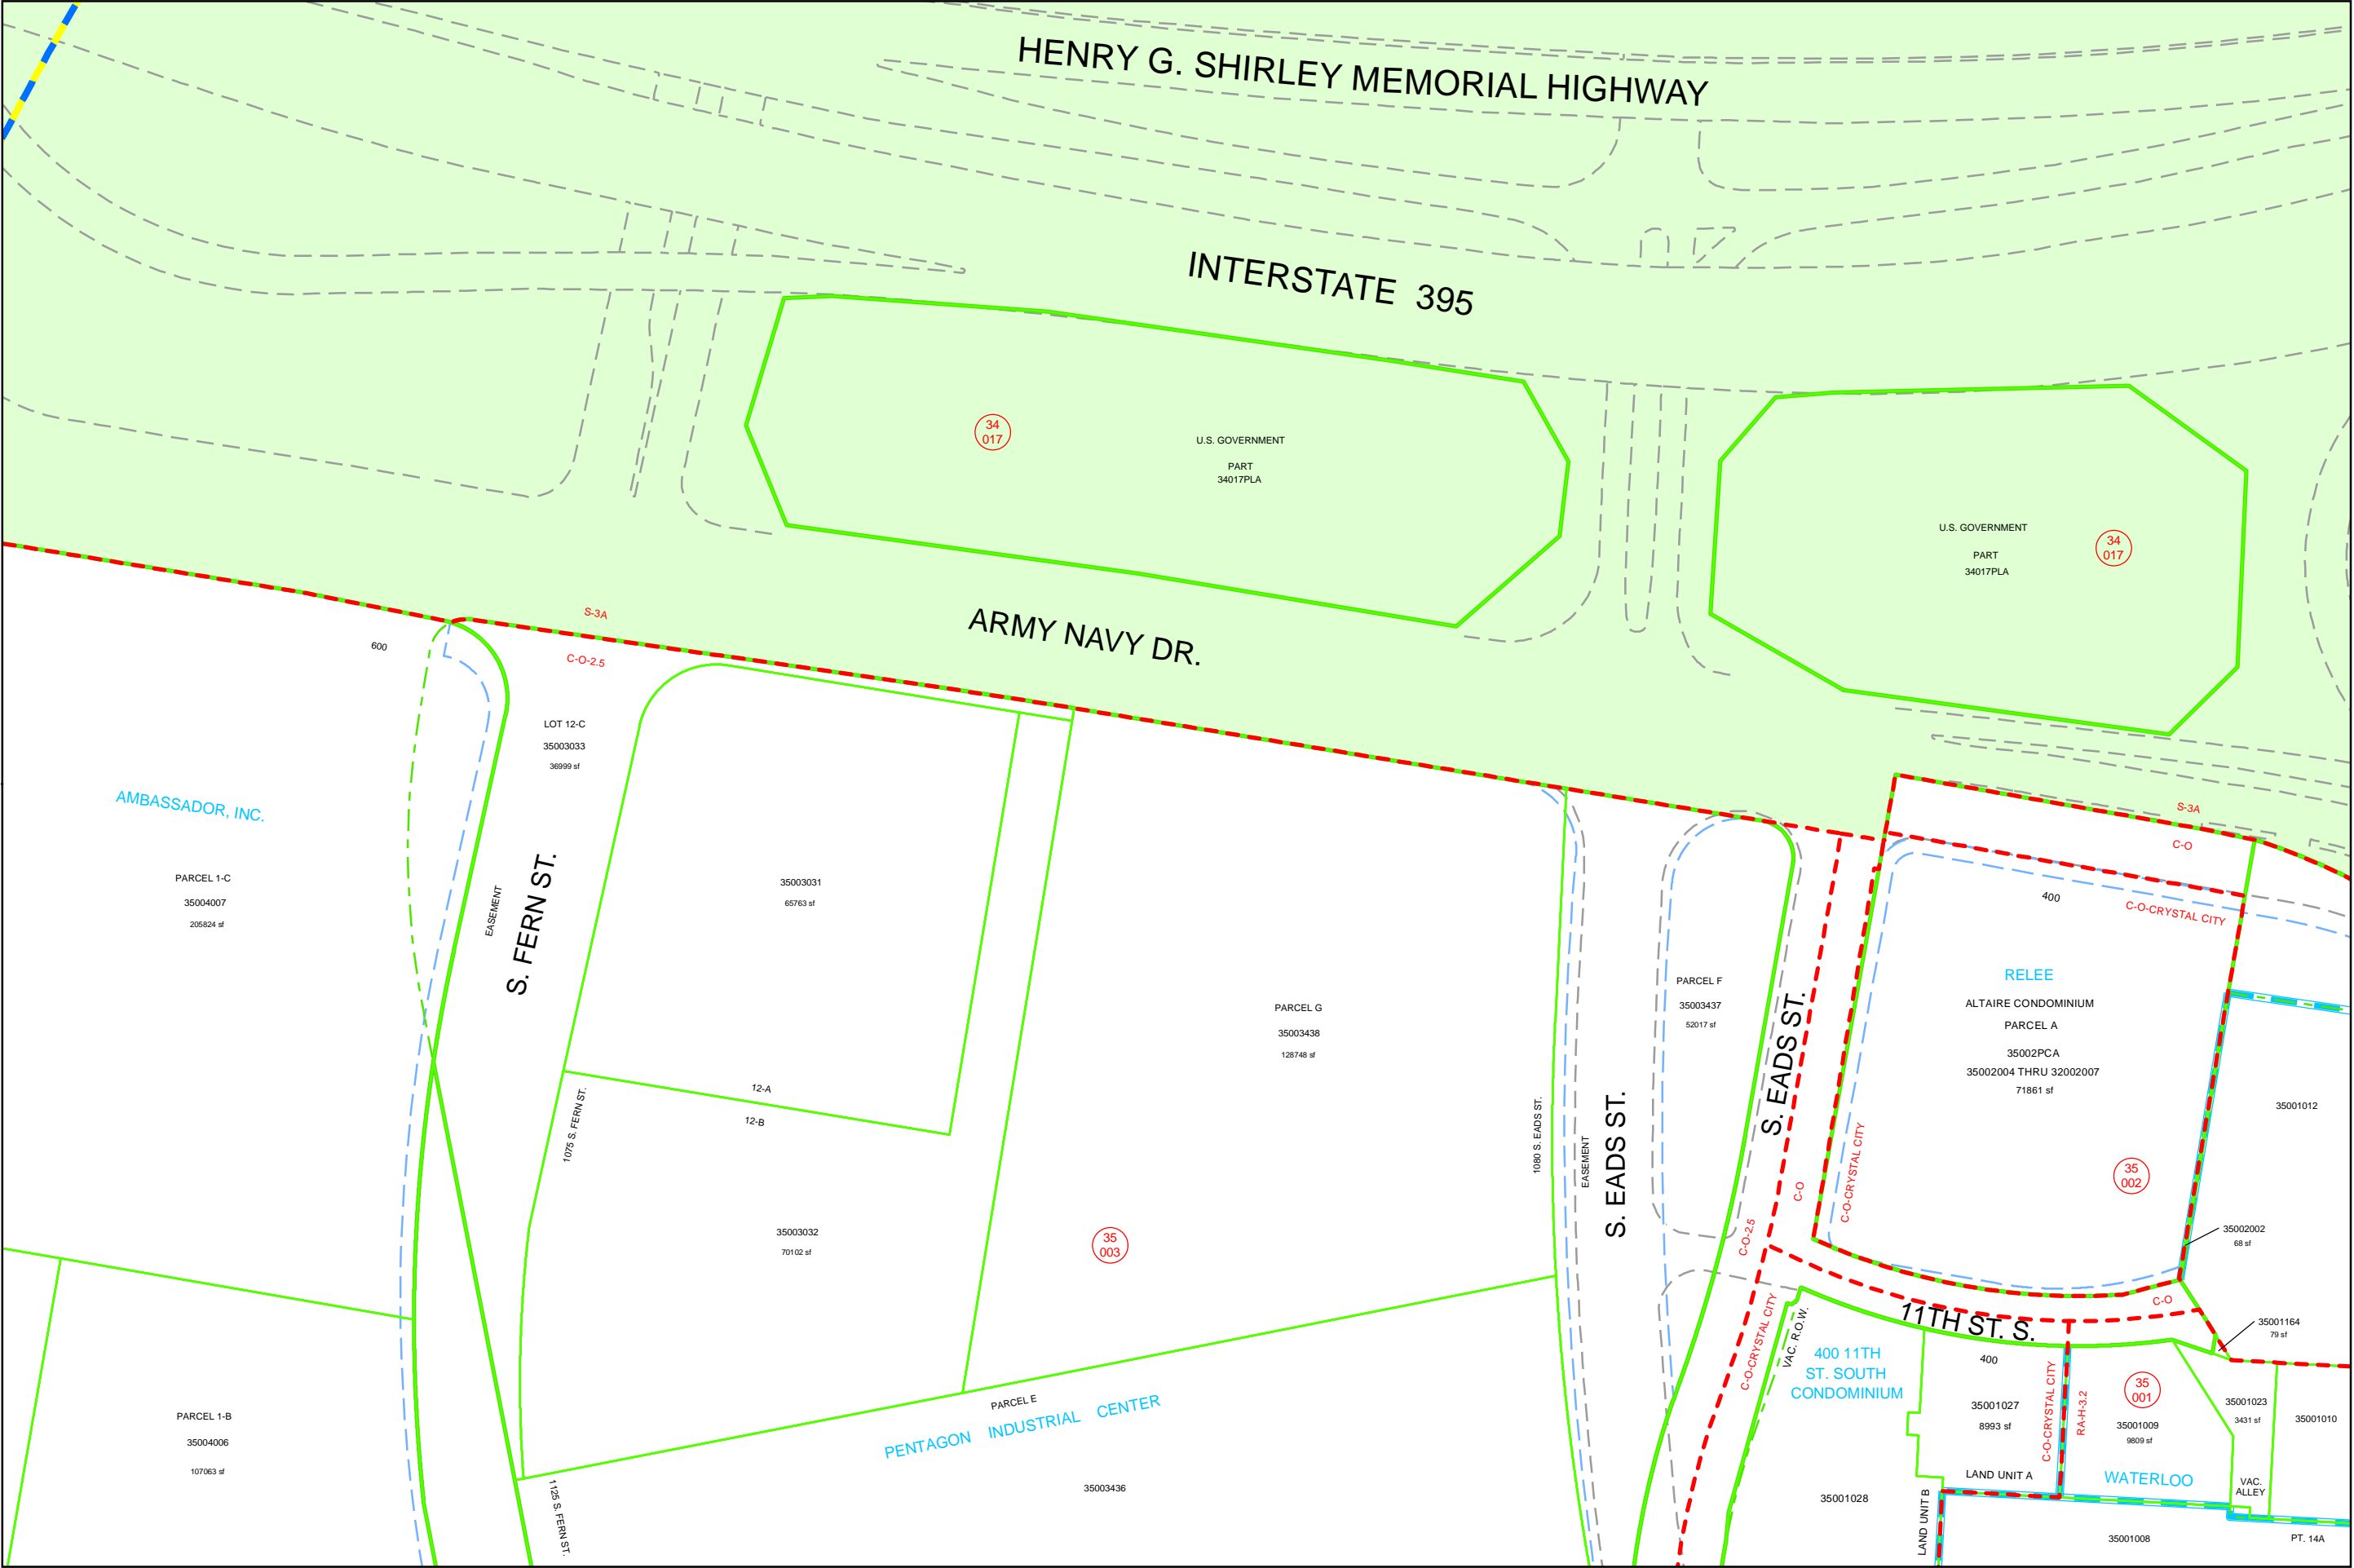 HENRY G. SHIRLEY MEMORIAL HIGHWAY
INTERSTATE 395
34
017
U.S. GOVERNMENT
PART
34017PLA
U.S. GOVERNMENT
PART
34017PLA
34
017
ARMY NAVY DR.
S-3A
C-O-2.5
600
LOT 12-C
35003033
36999 sf
AMBASSADOR, INC.
PARCEL 1-C
35004007
205824 sf
EASEMENT
S. FERN ST.
35003031
65763 sf
12-A
12-B
1075 S. FERN ST.
35003032
70102 sf
PARCEL G
35003438
128748 sf
35
003
1080 S. EADS ST.
EASEMENT
S. EADS ST.
PARCEL F
35003437
52017 sf
S. EADS ST.
S-3A
C-O
400
C-O-CRYSTAL CITY
RELEE
ALTAIRE CONDOMINIUM
PARCEL A
35002PCA
35002004 THRU 32002007
71861 sf
35001012
35
002
C-O-CRYSTAL CITY
C-O
C-O-2.5
35002002
68 sf
C-O
11TH ST. S.
35001164
79 sf
C-O-CRYSTAL CITY
VAC. R.O.W.
400 11TH
ST. SOUTH
CONDOMINIUM
400
35001027
8993 sf
LAND UNIT A
C-O-CRYSTAL CITY
RA-H-3.2
35
001
35001009
9809 sf
WATERLOO
35001023
3431 sf
VAC.
ALLEY
35001010
35001028
LAND UNIT B
35001008
PT. 14A
PARCEL E
PENTAGON INDUSTRIAL CENTER
35003436
1125 S. FERN ST.
PARCEL 1-B
35004006
107063 sf